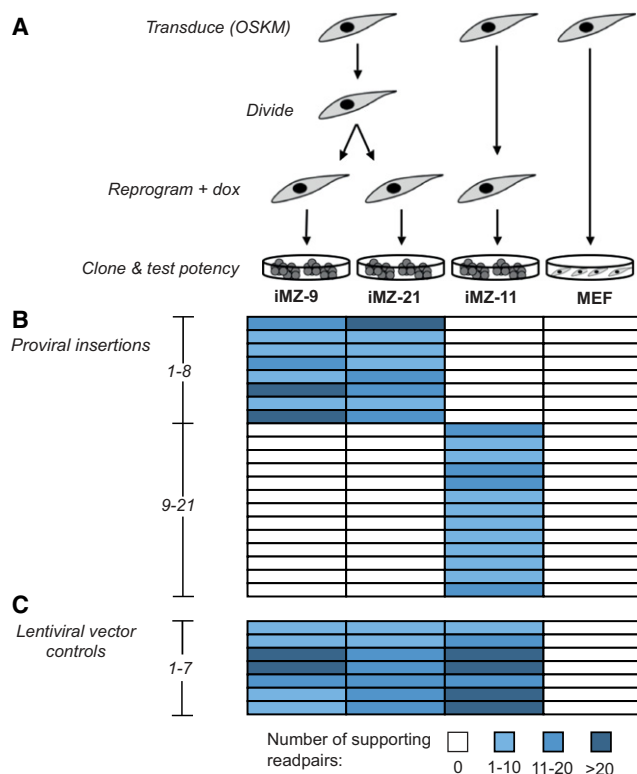 A
Transduce (OSKM)
Divide
Reprogram + dox
Clone & test potency
iMZ-9 iMZ-21 iMZ-11 MEF
B
Proviral insertions
1-8
9-21
C
Lentiviral vector
controls
1-7
Number of supporting
readpairs:
0 1-10 11-20 >20